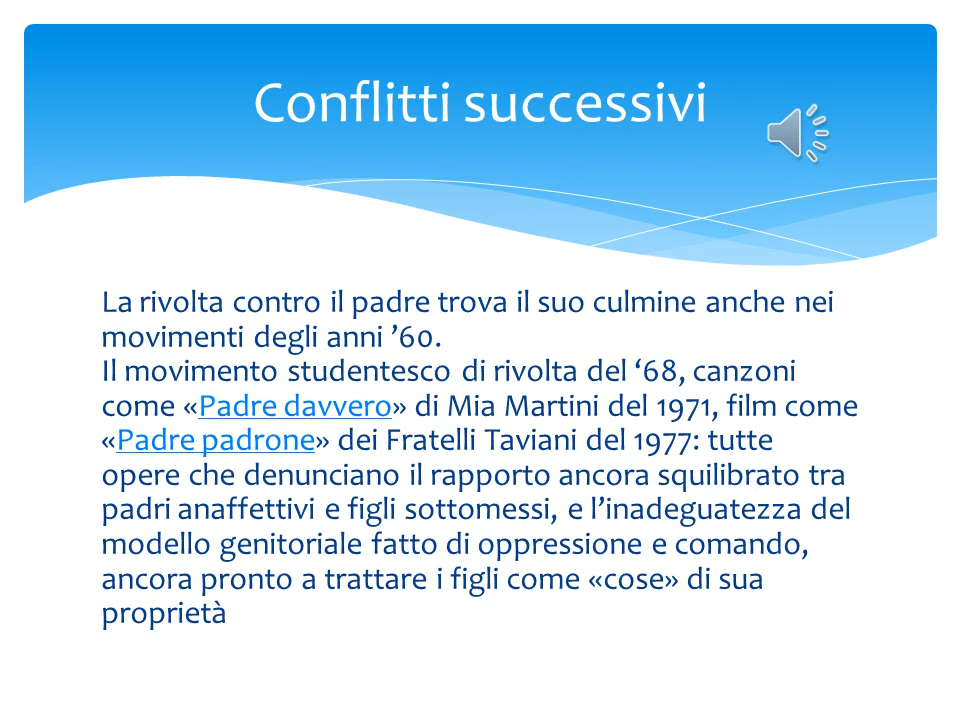 Conflitti successivi
La rivolta contro il padre trova il suo culmine anche nei
movimenti degli anni ’60.
Il movimento studentesco di rivolta del ‘68, canzoni
come «Padre davvero» di Mia Martini del 1971, film come
«Padre padrone» dei Fratelli Taviani del 1977: tutte
opere che denunciano il rapporto ancora squilibrato tra
padri anaffettivi e figli sottomessi, e l’inadeguatezza del
modello genitoriale fatto di oppressione e comando,
ancora pronto a trattare i figli come «cose» di sua
proprietà